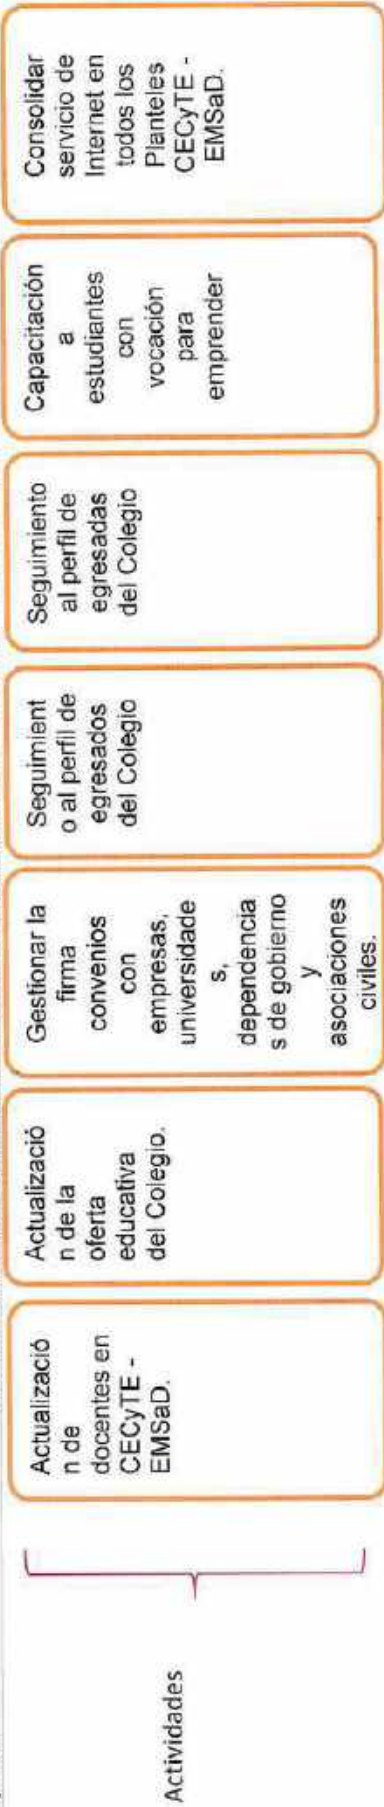 Actividades
Actualizació
n de
docentes en
CECyTE -
EMSaD.
Actualizació
n de la
oferta
educativa
del Colegio.
Gestionar la
firma
convenios
con
empresas,
universidade
s,
dependencia
s de gobierno
y
asociaciones
civiles.
Seguimient
o al perfil de
egresados
del Colegio
Seguimiento
al perfil de
egresadas
del Colegio
Capacitación
a
estudiantes
con
vocación
para
emprender
Consolidar
servicio de
Internet en
todos los
Planteles
CECyTE -
EMSaD.